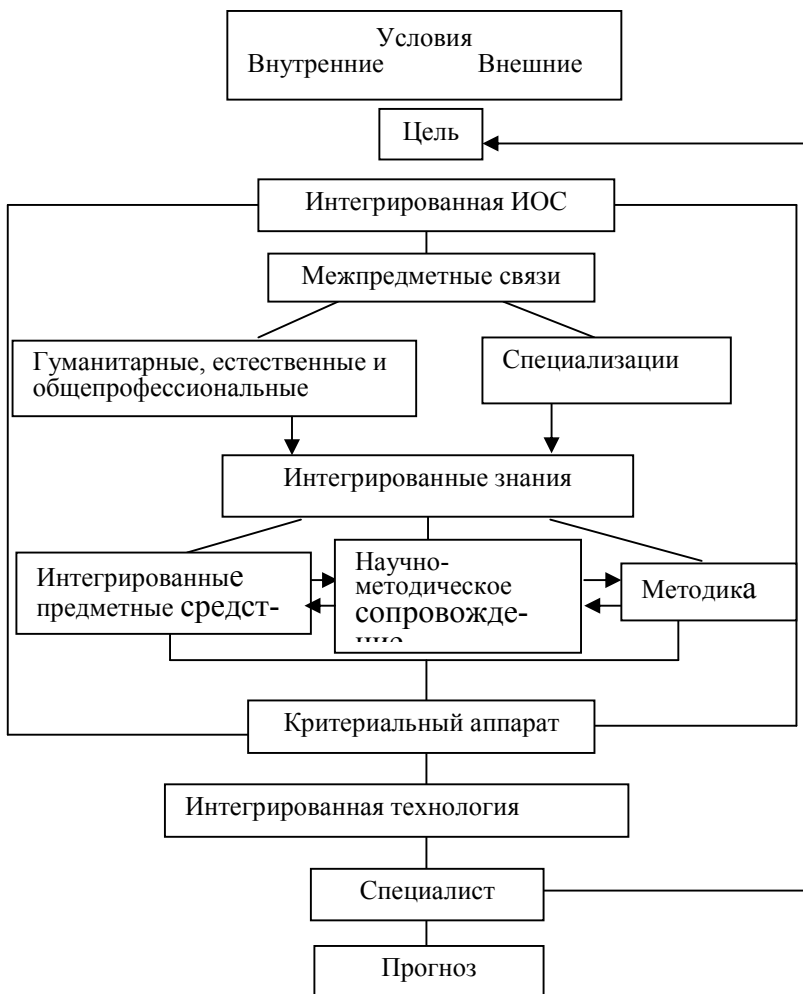 Условия
Внутренние Внешние
Цель
Интегрированная ИОС
Межпредметные связи
Гуманитарные, естественные и
общепрофессиональные
Специализации
Интегрированные знания
Интегрированные
предметные средст-
Научно-
методическое
сопровожде-
ние
Методика
Критериальный аппарат
Интегрированная технология
Специалист
Прогноз